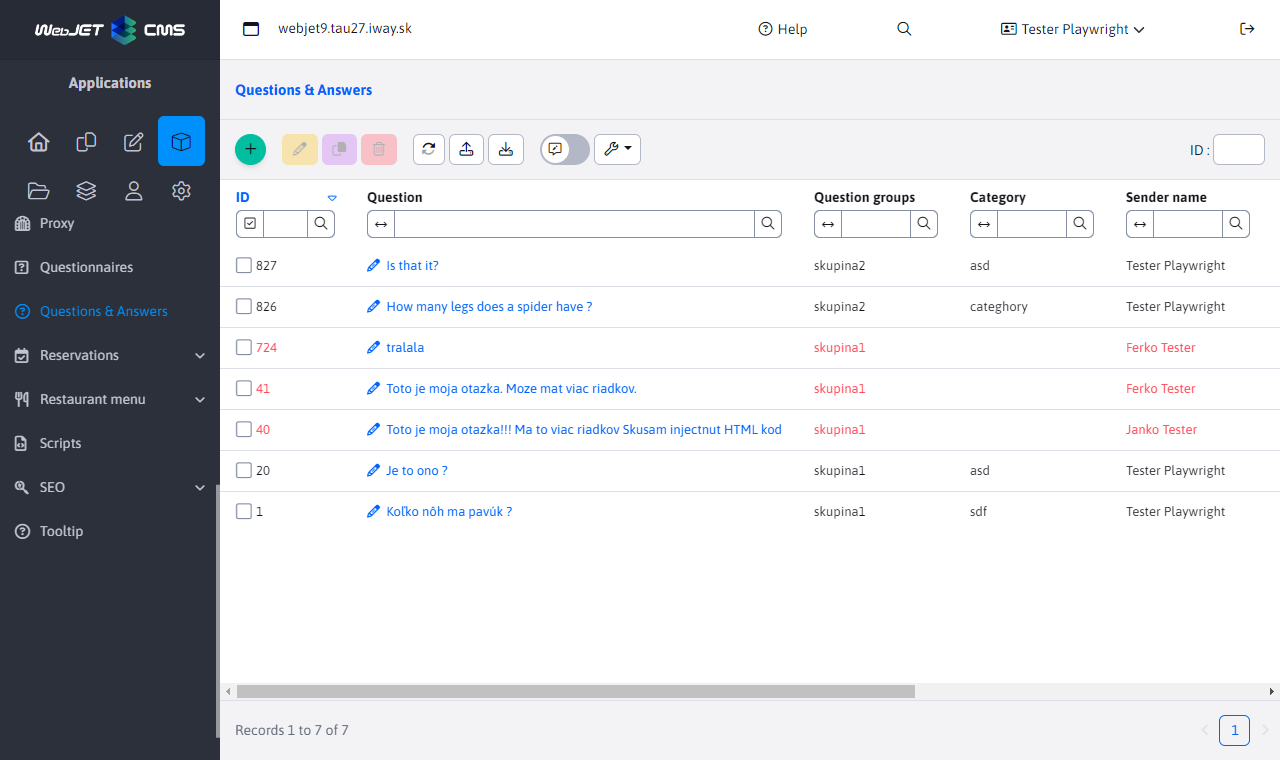 WebJET CMS
webjet9.tau27.iway.sk
Help
Tester Playwright
Applications
Questions & Answers
ID :
Proxy
Questionnaires
Questions & Answers
Reservations
Restaurant menu
Scripts
SEO
Tooltip
ID Question Question groups Category Sender name
827 Is that it? skupina2 asd Tester Playwright
826 How many legs does a spider have ? skupina2 categhory Tester Playwright
724 tralala skupina1 Ferko Tester
41 Toto je moja otazka. Moze mat viac riadkov. skupina1 Ferko Tester
40 Toto je moja otazka!!! Ma to viac riadkov Skusam injectnut HTML kod skupina1 Janko Tester
20 Je to ono ? skupina1 asd Tester Playwright
1 Koľko nôh ma pavúk ? skupina1 sdf Tester Playwright
Records 1 to 7 of 7
1